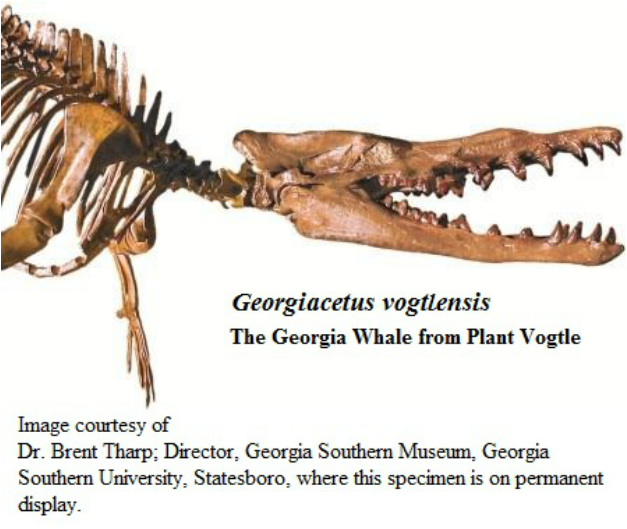 Georgiacetus vogtlensis
The Georgia Whale from Plant Vogtle
Image courtesy of
Dr. Brent Tharp; Director, Georgia Southern Museum, Georgia
Southern University, Statesboro, where this specimen is on permanent
display.